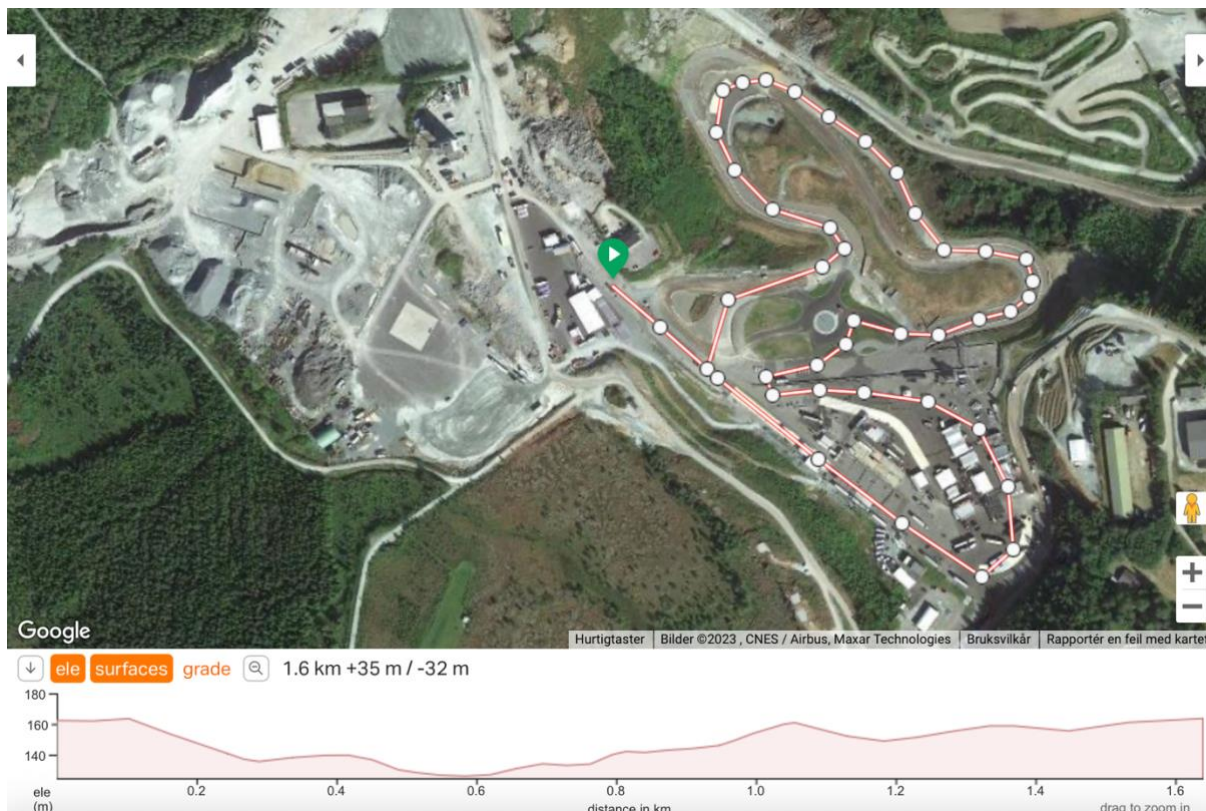 Google
Hurtigtaster
Bilder ©2023 , CNES / Airbus, Maxar Technologies
Bruksvilkår
Rapportér en feil med kartet
ele surfaces grade 1.6 km +35 m / -32 m
180
160
140
ele
(m)
0.2 0.4 0.6 0.8 1.0 1.2 1.4 1.6
distance in km
drag to zoom in